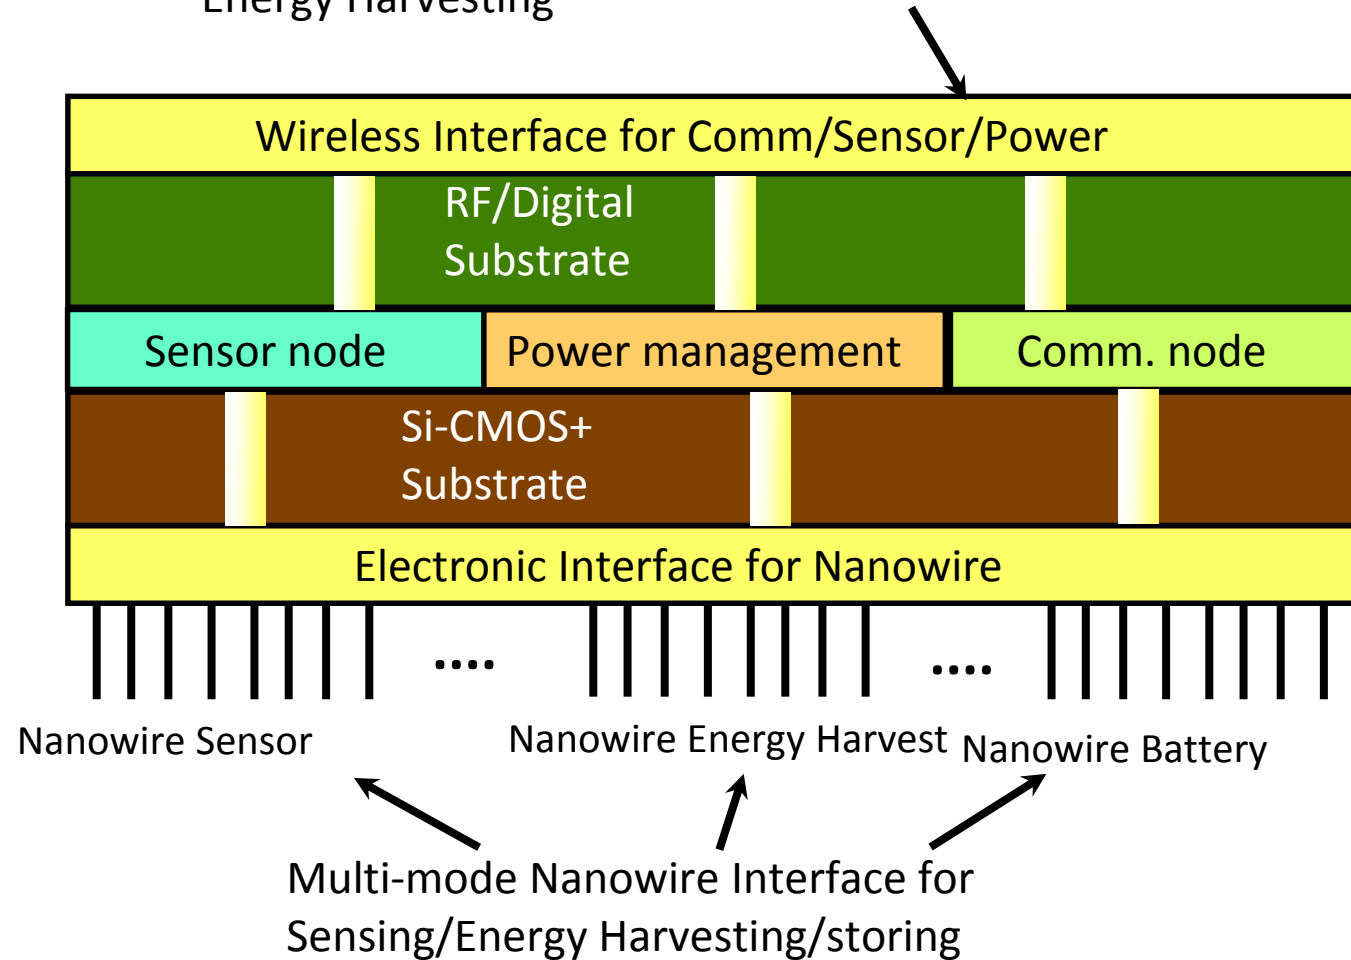 Energy Harvesting
Wireless Interface for Comm/Sensor/Power
RF/Digital
Substrate
Sensor node
Power management
Comm. node
Si-CMOS+
Substrate
Electronic Interface for Nanowire
....
....
Nanowire Sensor
Nanowire Energy Harvest
Nanowire Battery
Multi-mode Nanowire Interface for
Sensing/Energy Harvesting/storing